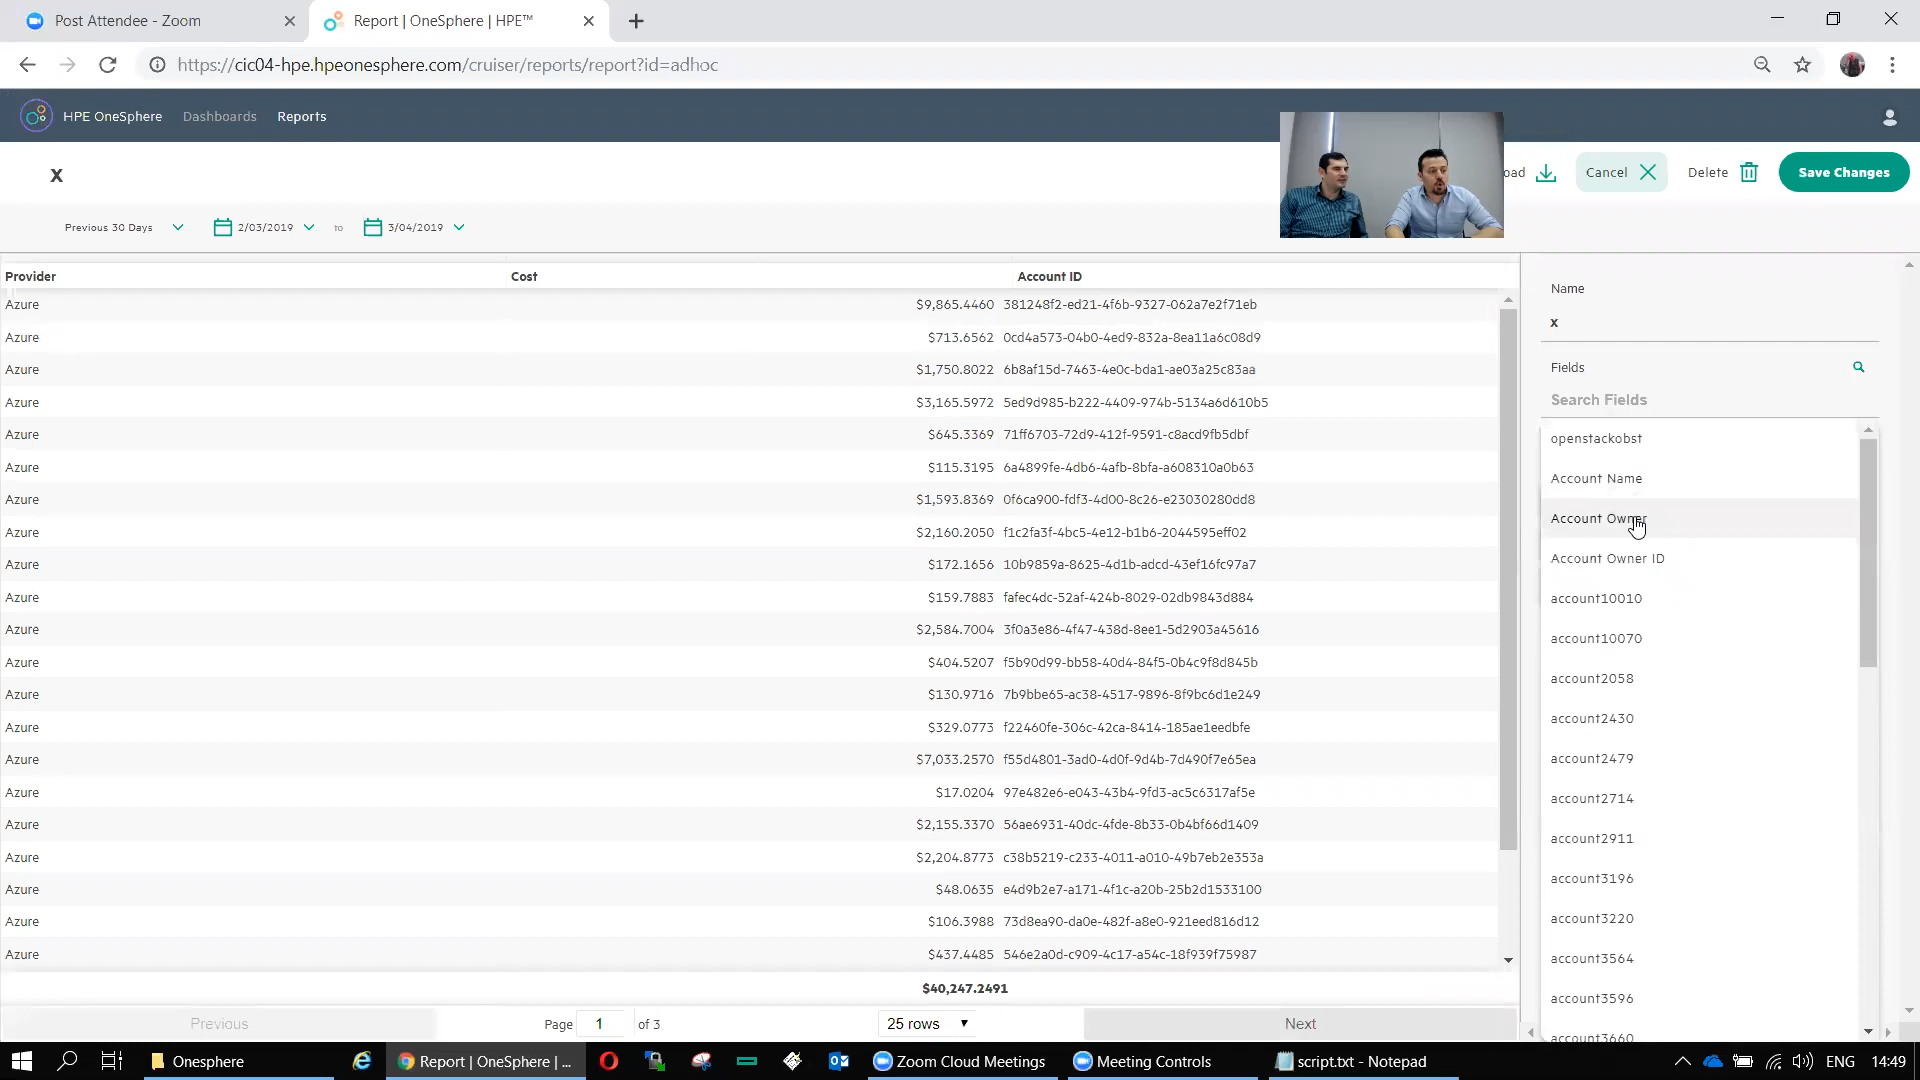 Post Attendee - Zoom
Report | OneSphere | HPE™
https://cic04-hpe.hpeonesphere.com/cruiser/reports/report?id=adhoc
HPE OneSphere Dashboards Reports
x
oad Cancel Delete Save Changes
Previous 30 Days 2/03/2019 to 3/04/2019
Provider Cost Account ID
Azure $9,865.4460 381248f2-ed21-4f6b-9327-062a7e2f71eb
Azure $713.6562 0cd4a573-04b0-4ed9-832a-8ea11a6c08d9
Azure $1,750.8022 6b8af15d-7463-4e0c-bda1-ae03a25c83aa
Azure $3,165.5972 5ed9d985-b222-4409-974b-5134a6d610b5
Azure $645.3369 71ff6703-72d9-412f-9591-c8acd9fb5dbf
Azure $115.3195 6a4899fe-4db6-4afb-8bfa-a608310a0b63
Azure $1,593.8369 0f6ca900-fdf3-4d00-8c26-e23030280dd8
Azure $2,160.2050 f1c2fa3f-4bc5-4e12-b1b6-2044595eff02
Azure $172.1656 10b9859a-8625-4d1b-adcd-43ef16fc97a7
Azure $159.7883 fafec4dc-52af-424b-8029-02db9843d884
Azure $2,584.7004 3f0a3e86-4f47-438d-8ee1-5d2903a45616
Azure $404.5207 f5b90d99-bb58-40d4-84f5-0b4c9f8d845b
Azure $130.9716 7b9bbe65-ac38-4517-9896-8f9bc6d1e249
Azure $329.0773 f22460fe-306c-42ca-8414-185ae1eedbfe
Azure $7,033.2570 f55d4801-3ad0-4d0f-9d4b-7d490f7e65ea
Azure $17.0204 97e482e6-e043-43b4-9fd3-ac5c6317af5e
Azure $2,155.3370 56ae6931-40dc-4fde-8b33-0b4bf66d1409
Azure $2,204.8773 c38b5219-c233-4011-a010-49b7eb2e353a
Azure $48.0635 e4d9b2e7-a171-4f1c-a20b-25b2d1533100
Azure $106.3988 73d8ea90-da0e-482f-a8e0-921eed816d12
Azure $437.4485 546e2a0d-c909-4c17-a54c-18f939f75987
$40,247.2491
Previous Page 1 of 3 25 rows Next
Name
x
Fields
Search Fields
openstackobst
Account Name
Account Owner
Account Owner ID
account10010
account10070
account2058
account2430
account2479
account2714
account2911
account3196
account3220
account3564
account3596
account3660
Onesphere Report | OneSphere | ... Zoom Cloud Meetings Meeting Controls script.txt - Notepad ENG 14:49